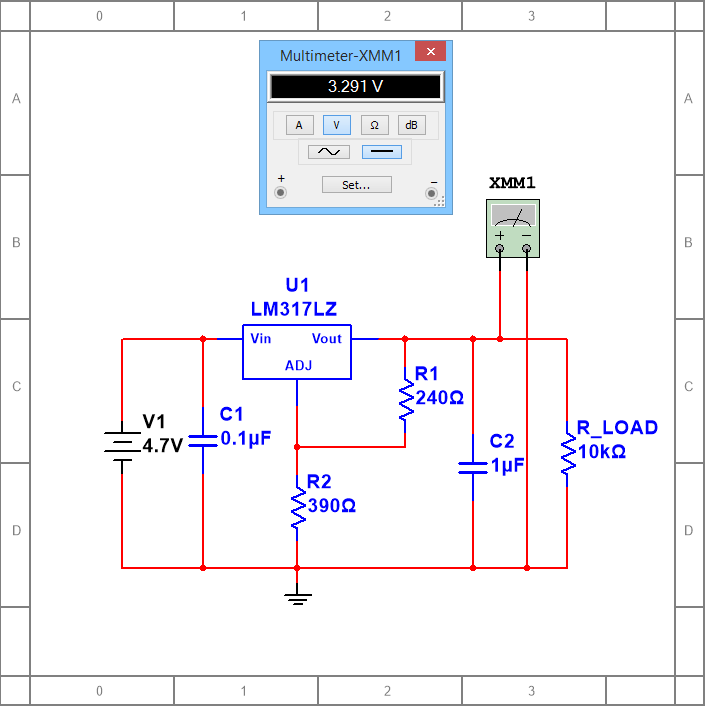 0 1 2 3
Multimeter-XMM1
3.291 V
A V Ω dB
Set...
+ –
A A
XMM1
+ –
B B
U1
LM317LZ
Vin Vout
ADJ
R1
240Ω
C C
V1
4.7V
C1
0.1µF
C2
1µF
R_LOAD
10kΩ
R2
390Ω
D D
0 1 2 3